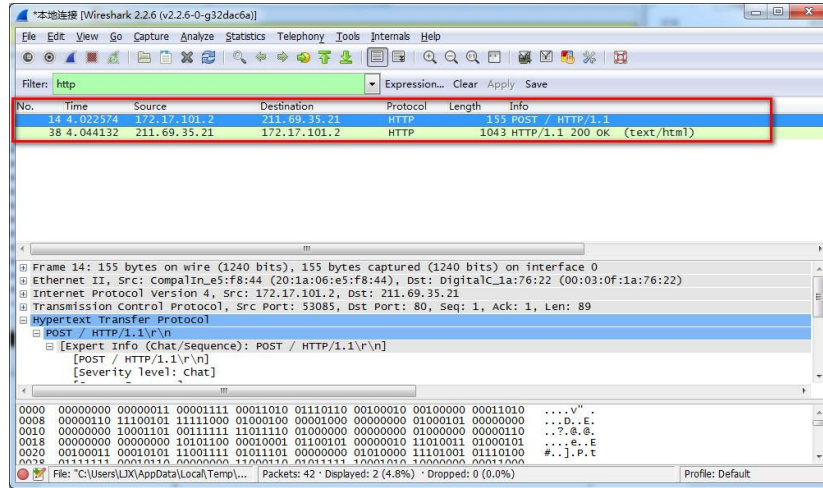 *本地连接 [Wireshark 2.2.6 (v2.2.6-0-g32dac6a)]
File Edit View Go Capture Analyze Statistics Telephony Tools Internals Help
Filter: http Expression... Clear Apply Save
No. Time Source Destination Protocol Length Info
14 4.022574 172.17.101.2 211.69.35.21 HTTP 155 POST / HTTP/1.1
38 4.044132 211.69.35.21 172.17.101.2 HTTP 1043 HTTP/1.1 200 OK (text/html)
Frame 14: 155 bytes on wire (1240 bits), 155 bytes captured (1240 bits) on interface 0
Ethernet II, Src: CompalIn_e5:f8:44 (20:1a:06:e5:f8:44), Dst: DigitalC_1a:76:22 (00:03:0f:1a:76:22)
Internet Protocol Version 4, Src: 172.17.101.2, Dst: 211.69.35.21
Transmission Control Protocol, Src Port: 53085, Dst Port: 80, Seq: 1, Ack: 1, Len: 89
Hypertext Transfer Protocol
POST / HTTP/1.1\r\n
[Expert Info (Chat/Sequence): POST / HTTP/1.1\r\n]
[POST / HTTP/1.1\r\n]
[Severity level: Chat]
0000 00000000 00000011 00001111 00011010 01110110 00100010 00100000 00011010 ....v" .
0008 00000110 11100101 11111000 01000100 00001000 00000000 01000101 00000000 ...D..E.
0010 00000000 10001101 00111111 11011110 01000000 00000000 01000000 00000110 ..?.@.@.
0018 00000000 00000000 10101100 00010001 01100101 00000010 11010011 01000101 ....e..E
0020 00100011 00010101 11001111 01011101 00000000 01010000 11101001 01110100 #..].P.t
File: "C:\Users\LJX\AppData\Local\Temp\... Packets: 42 · Displayed: 2 (4.8%) · Dropped: 0 (0.0%) Profile: Default